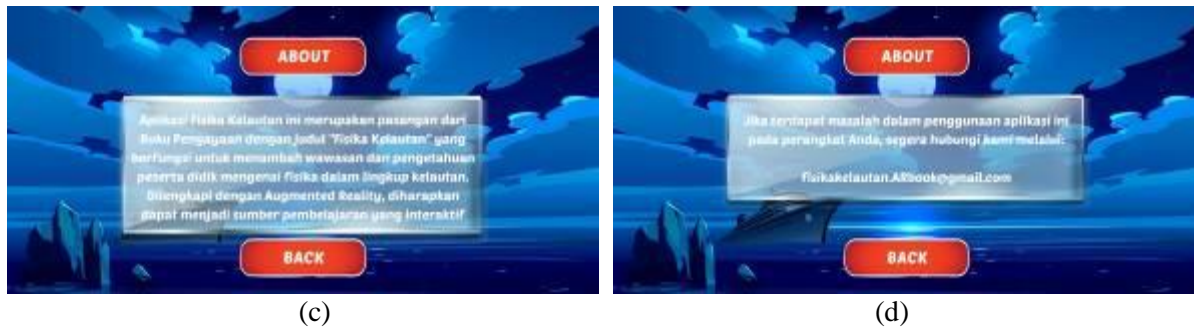 ABOUT
Aplikasi Fisika Kelautan ini merupakan pasangan dari
Buku Pengayaan dengan judul "Fisika Kelautan" yang
berfungsi untuk menambah wawasan dan pengetahuan
peserta didik mengenai fisika dalam lingkup kelautan.
Dilengkapi dengan Augmented Reality, diharapkan
dapat menjadi sumber pembelajaran yang interaktif
BACK
(c)
ABOUT
Jika terdapat masalah dalam penggunaan aplikasi ini
pada perangkat Anda, segera hubungi kami melalui:
fisikakelautan.ARbook@gmail.com
BACK
(d)